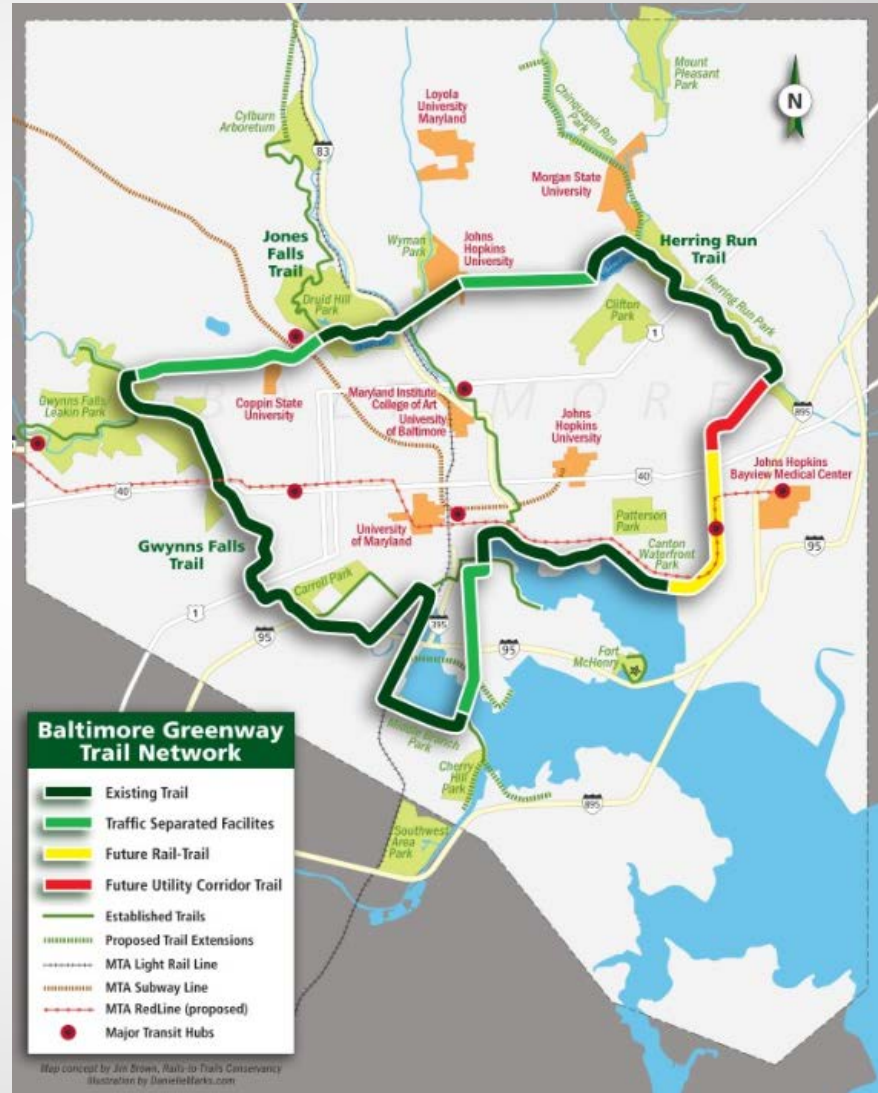 Mount
Pleasant
Park
N
Loyola
University
Maryland
Cylburn
Arboretum
Chinquapin Run
Park
83
Morgan State
University
Jones
Falls
Trail
Wyman
Park
Johns
Hopkins
University
Herring Run
Trail
Druid Hill
Park
Herring Run Park
Clifton
Park
1
Gwynns Falls
Leakin Park
Coppin State
University
Maryland Institute
College of Art
University
of Baltimore
BALTIMORE
Johns
Hopkins
University
895
40
40
Johns Hopkins
Bayview Medical Center
University
of Maryland
Patterson
Park
Canton
Waterfront
Park
95
Gwynns Falls
Trail
Carroll Park
395
1
95
95
Fort
McHenry
Middle Branch
Park
Cherry
Hill
Park
895
Southwest
Area
Park
Baltimore Greenway
Trail Network
Existing Trail
Traffic Separated Facilites
Future Rail-Trail
Future Utility Corridor Trail
Established Trails
Proposed Trail Extensions
MTA Light Rail Line
MTA Subway Line
MTA RedLine (proposed)
Major Transit Hubs
Map concept by Jim Brown, Rails-to-Trails Conservancy
Illustration by DanielleMarks.com